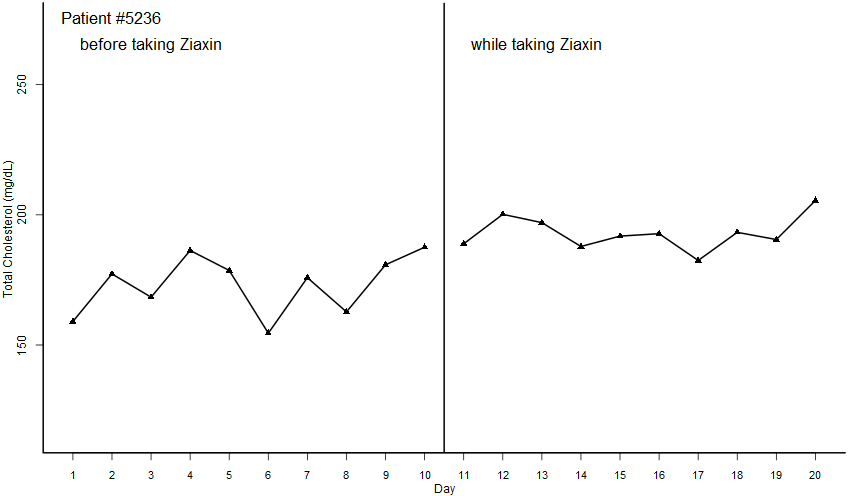 Patient #5236
before taking Ziaxin
while taking Ziaxin
Total Cholesterol (mg/dL)
250
200
150
1 2 3 4 5 6 7 8 9 10 11 12 13 14 15 16 17 18 19 20
Day